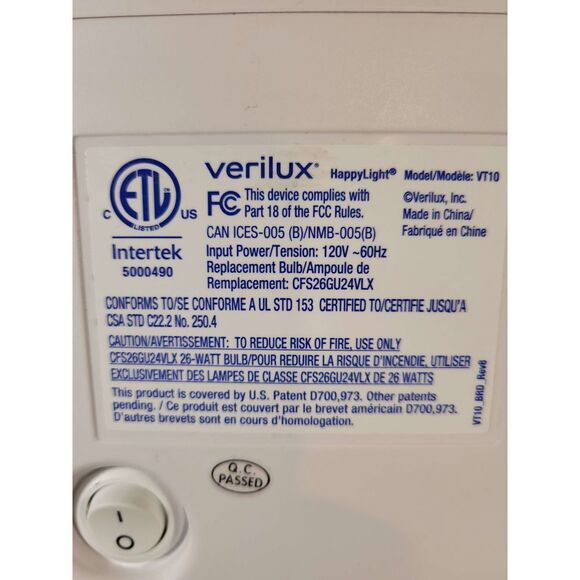 verilux® HappyLight® Model/Modèle: VT10
ETL
C US
LISTED
Intertek
5000490
FC This device complies with
Part 18 of the FCC Rules.
©Verilux, Inc.
Made in China/
Fabriqué en Chine
CAN ICES-005 (B)/NMB-005(B)
Input Power/Tension: 120V ~60Hz
Replacement Bulb/Ampoule de
Remplacement: CFS26GU24VLX
CONFORMS TO/SE CONFORME A UL STD 153 CERTIFIED TO/CERTIFIE JUSQU'A
CSA STD C22.2 No. 250.4
CAUTION/AVERTISSEMENT: TO REDUCE RISK OF FIRE, USE ONLY
CFS26GU24VLX 26-WATT BULB/POUR REDUIRE LA RISQUE D'INCENDIE, UTILISER
EXCLUSIVEMENT DES LAMPES DE CLASSE CFS26GU24VLX DE 26 WATTS
This product is covered by U.S. Patent D700,973. Other patents
pending. / Ce produit est couvert par le brevet américain D700,973.
D'autres brevets sont en cours d'homologation.
VT10_BRD_Rev8
Q.C.
PASSED
I
O